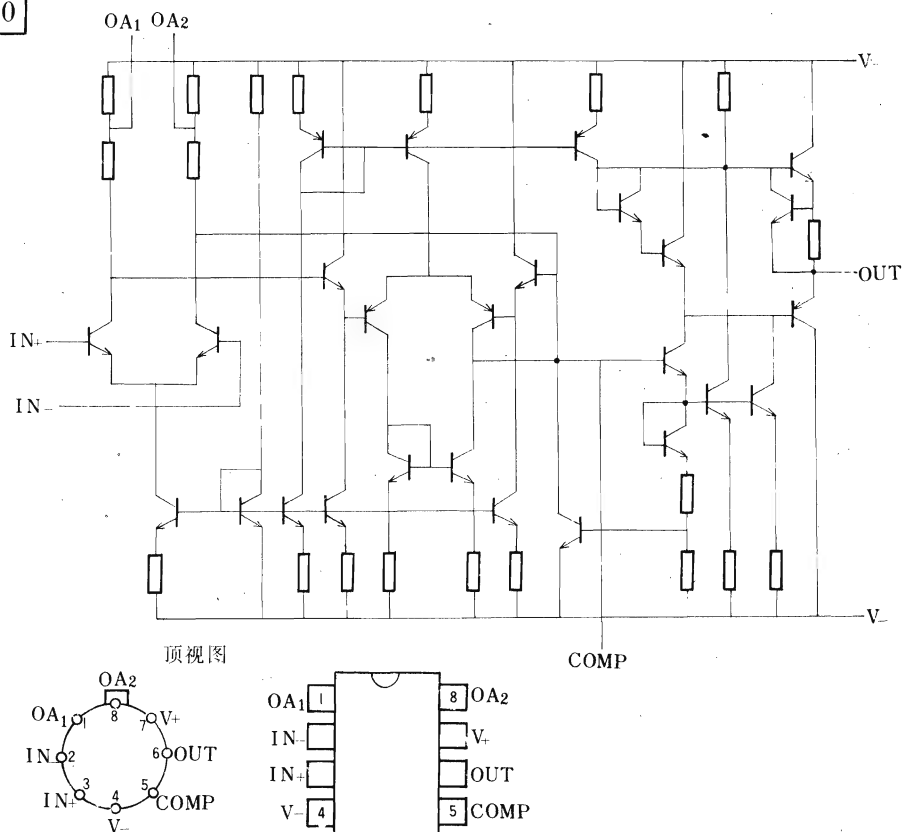 0
OA1 OA2
V-
OUT
IN+
IN-
V-
COMP
顶视图
OA2
8
OA1 1
7 V+
IN- 2
6 OUT
3
IN+
5
COMP
4
V-
OA1 1
8 OA2
IN-
V+
IN+
OUT
V- 4
5 COMP